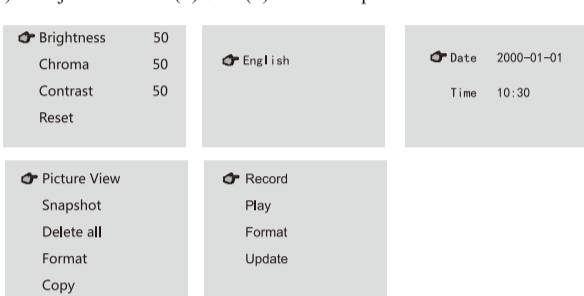 Brightness 50
Chroma 50
Contrast 50
Reset
English
Date 2000-01-01
Time 10:30
Picture View
Snapshot
Delete all
Format
Copy
Record
Play
Format
Update